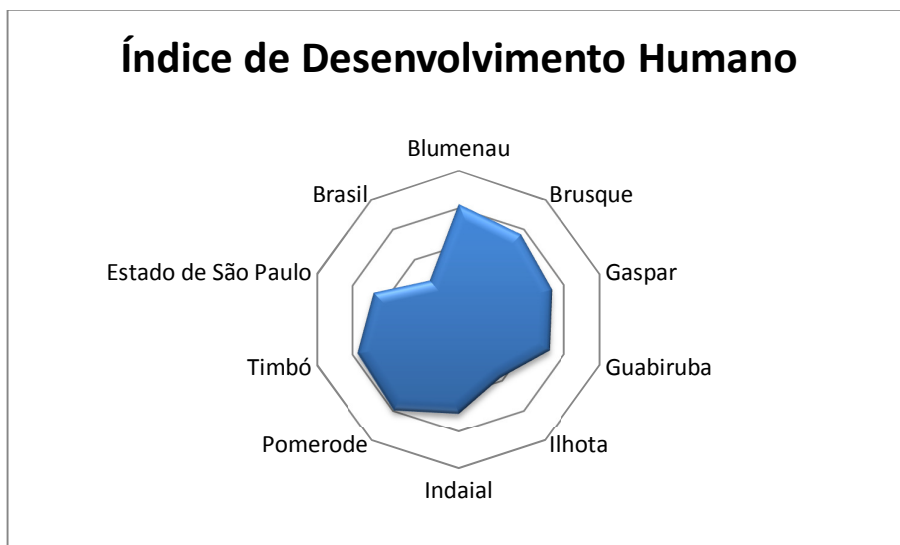 Índice de Desenvolvimento Humano
Blumenau
Brasil
Brusque
Estado de São Paulo
Gaspar
Timbó
Guabiruba
Pomerode
Ilhota
Indaial